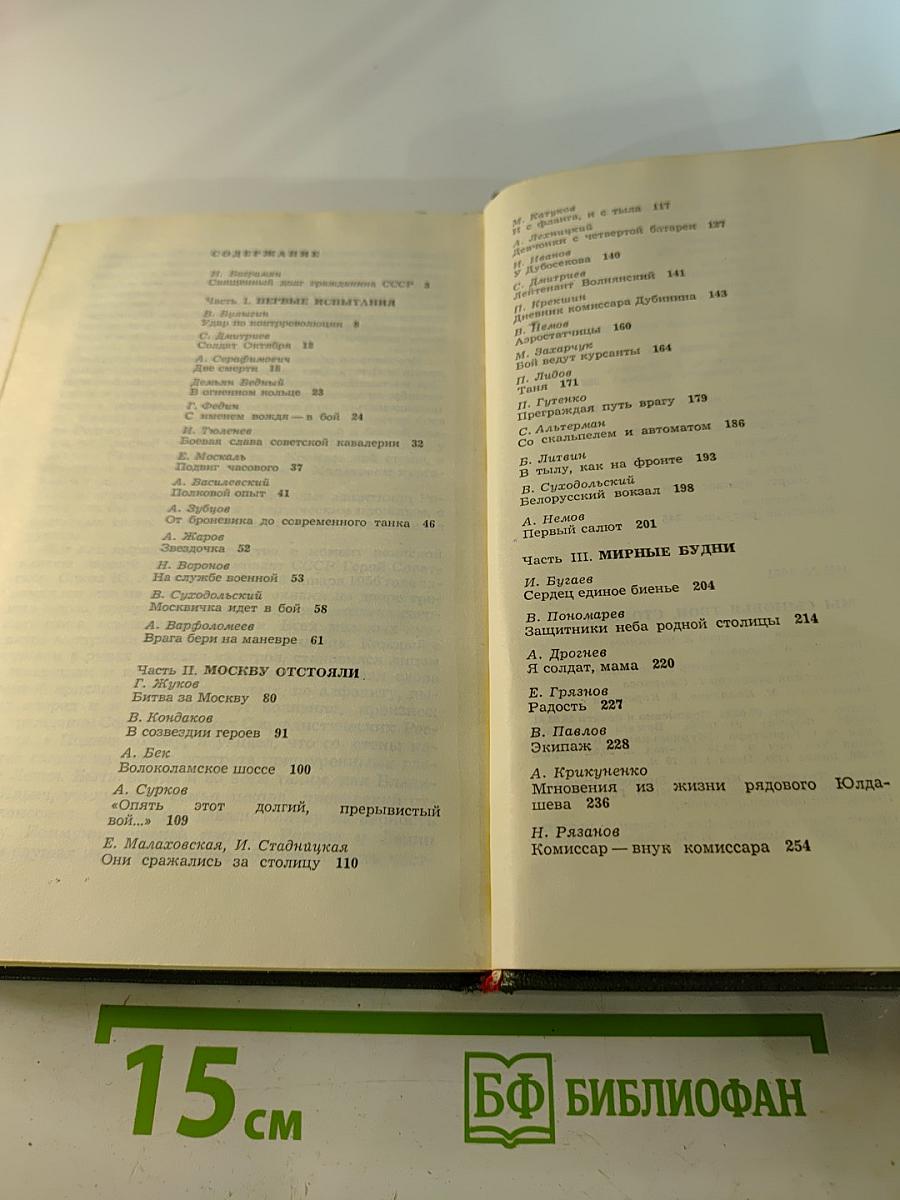 СОДЕРЖАНИЕ
И. Баграмян
Священный долг гражданина СССР 3
Часть I. ПЕРВЫЕ ИСПЫТАНИЯ
В. Булыгин
Удар по контрреволюции 8
С. Дмитриев
Солдат Октября 12
А. Серафимович
Две смерти 18
Демьян Бедный
В огненном кольце 23
Г. Федин
С именем вождя — в бой 24
И. Тюленев
Боевая слава советской кавалерии 32
Е. Москаль
Подвиг часового 37
А. Василевский
Полковой опыт 41
А. Зубцов
От броневика до современного танка 46
А. Жаров
Звездочка 52
Н. Воронов
На службе военной 53
В. Суходольский
Москвичка идет в бой 58
А. Варфоломеев
Врага бери на маневре 61
Часть II. МОСКВУ ОТСТОЯЛИ
Г. Жуков
Битва за Москву 80
В. Кондаков
В созвездии героев 91
А. Бек
Волоколамское шоссе 100
А. Сурков
«Опять этот долгий, прерывистый
вой...» 109
Е. Малаховская, И. Стадницкая
Они сражались за столицу 110
М. Катуков
И с фланга, и с тыла 117
А. Лехницкий
Девчонки с четвертой батареи 127
И. Иванов
У Дубосекова 140
С. Дмитриев
Лейтенант Волнянский 141
П. Крекшин
Дневник комиссара Дубинина 143
В. Немов
Аэростатчицы 160
М. Захарчук
Бой ведут курсанты 164
П. Лидов
Таня 171
П. Гутенко
Преграждая путь врагу 179
С. Альтерман
Со скальпелем и автоматом 186
Б. Литвин
В тылу, как на фронте 193
В. Суходольский
Белорусский вокзал 198
А. Немов
Первый салют 201
Часть III. МИРНЫЕ БУДНИ
И. Бугаев
Сердец единое биенье 204
В. Пономарев
Защитники неба родной столицы 214
А. Дрогнев
Я солдат, мама 220
Е. Грязнов
Радость 227
В. Павлов
Экипаж 228
А. Крикуненко
Мгновения из жизни рядового Юлда-
шева 236
Н. Рязанов
Комиссар — внук комиссара 254
15 см
БФ БИБЛИОФАН